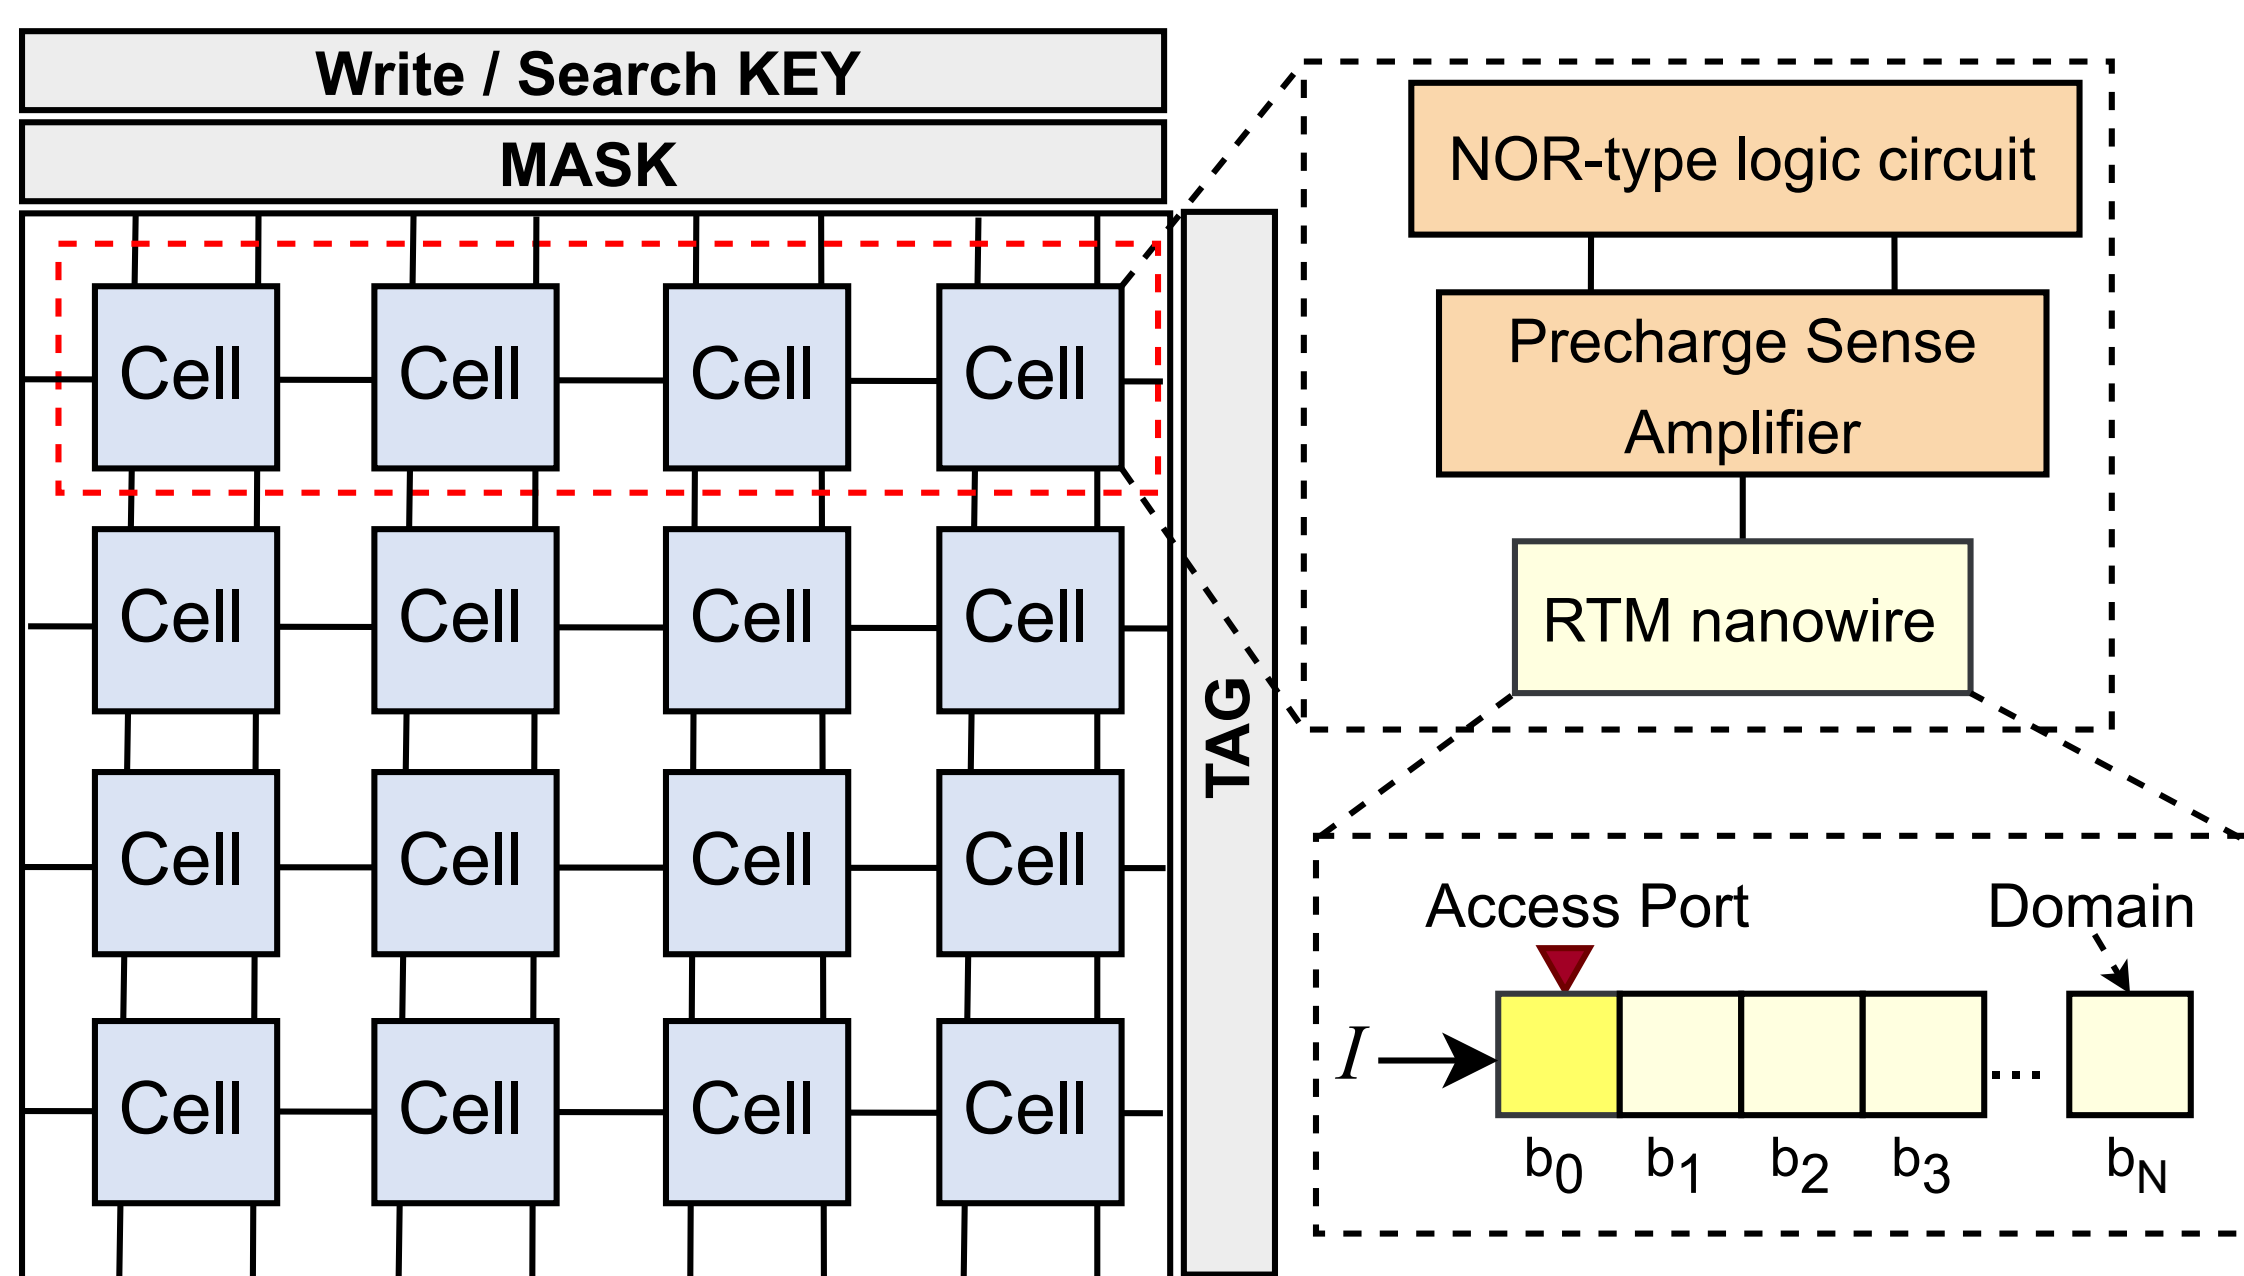 Write / Search KEY
MASK
Cell Cell Cell Cell
Cell Cell Cell Cell
Cell Cell Cell Cell
Cell Cell Cell Cell
TAG
NOR-type logic circuit
Precharge Sense
Amplifier
RTM nanowire
Access Port
Domain
I
...
b0 b1 b2 b3 bN